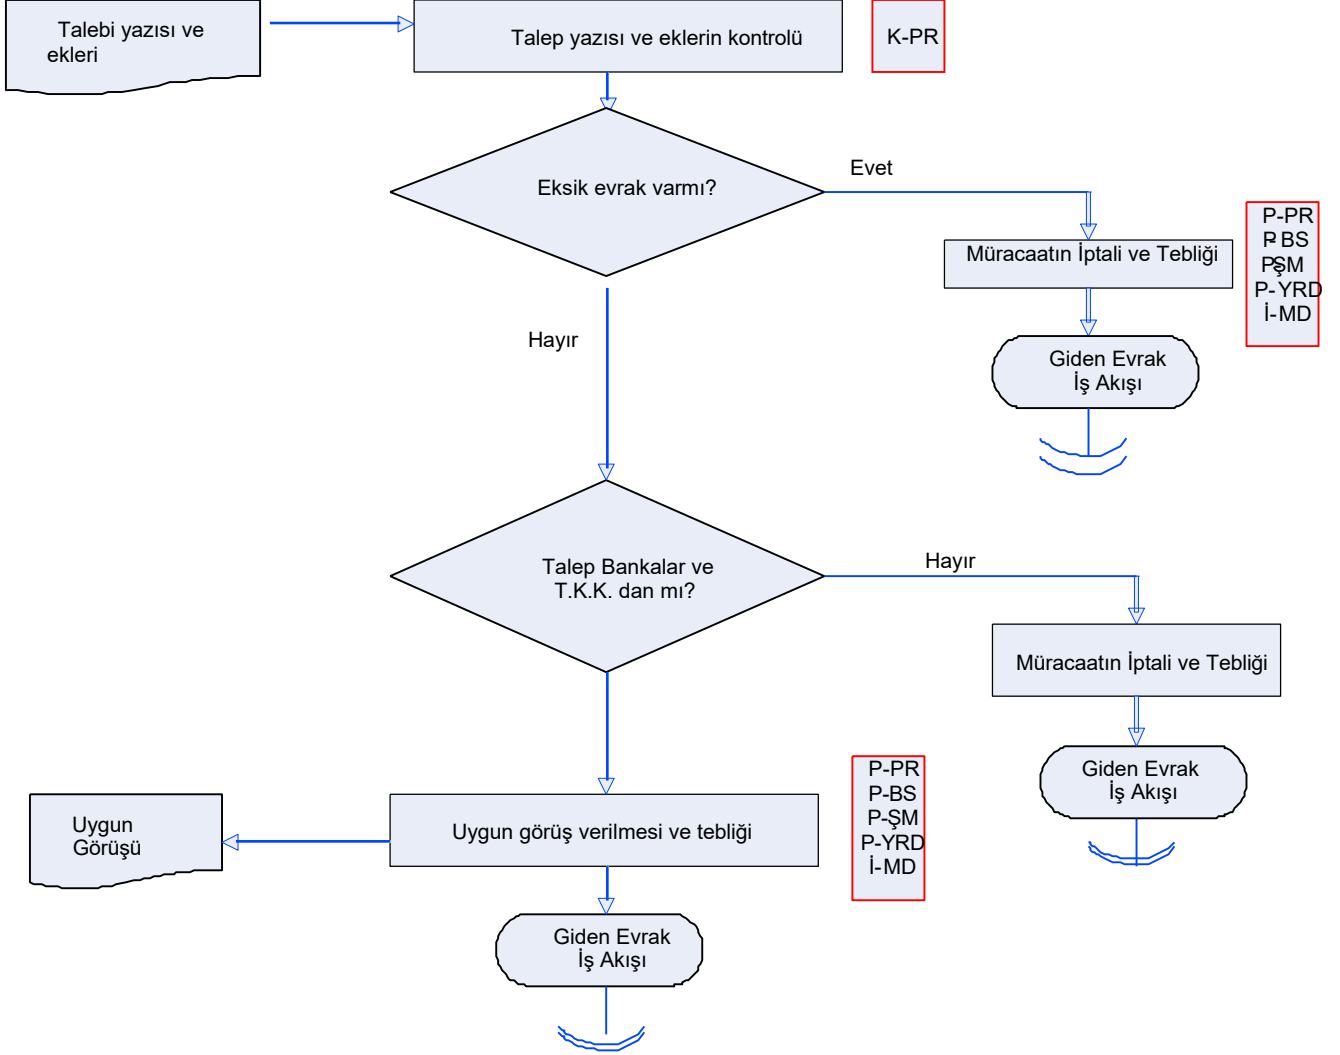 Talebi yazısı ve
ekleri
Talep yazısı ve eklerin kontrolü
K-PR
Eksik evrak varmı?
Evet
P-PR
P-BS
P-ŞM
P-YRD
İ-MD
Müracaatın İptali ve Tebliği
Giden Evrak
İş Akışı
Hayır
Talep Bankalar ve
T.K.K. dan mı?
Hayır
Müracaatın İptali ve Tebliği
Giden Evrak
İş Akışı
Uygun
Görüşü
Uygun görüş verilmesi ve tebliği
P-PR
P-BS
P-ŞM
P-YRD
İ-MD
Giden Evrak
İş Akışı